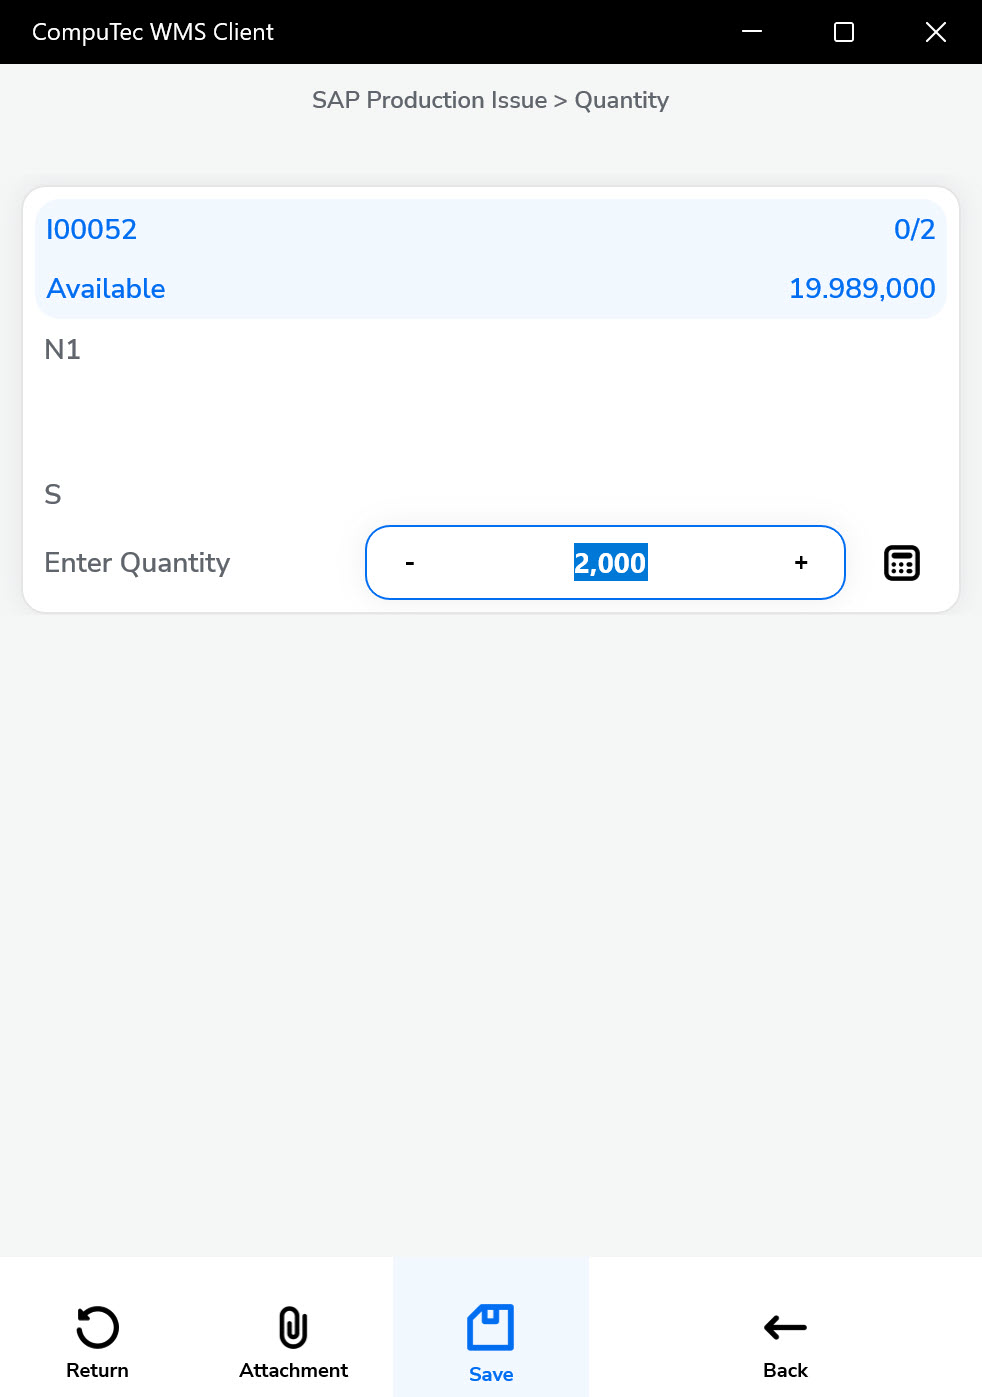 CompuTec WMS Client
SAP Production Issue > Quantity
I00052 0/2
Available 19.989,000
N1
S
Enter Quantity - 2,000 +
Return Attachment Save Back